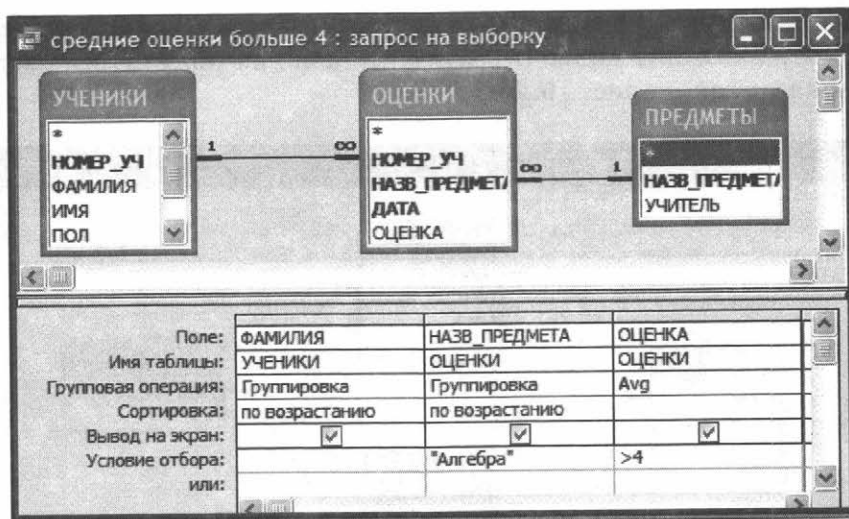 средние оценки больше 4 : запрос на выборку
УЧЕНИКИ
*
НОМЕР_УЧ
ФАМИЛИЯ
ИМЯ
ПОЛ
1
∞
ОЦЕНКИ
*
НОМЕР_УЧ
НАЗВ_ПРЕДМЕТА
ДАТА
ОЦЕНКА
∞
1
ПРЕДМЕТЫ
*
НАЗВ_ПРЕДМЕТА
УЧИТЕЛЬ
Поле: ФАМИЛИЯ НАЗВ_ПРЕДМЕТА ОЦЕНКА
Имя таблицы: УЧЕНИКИ ОЦЕНКИ ОЦЕНКИ
Групповая операция: Группировка Группировка Avg
Сортировка: по возрастанию по возрастанию
Вывод на экран:
Условие отбора: "Алгебра" >4
или: